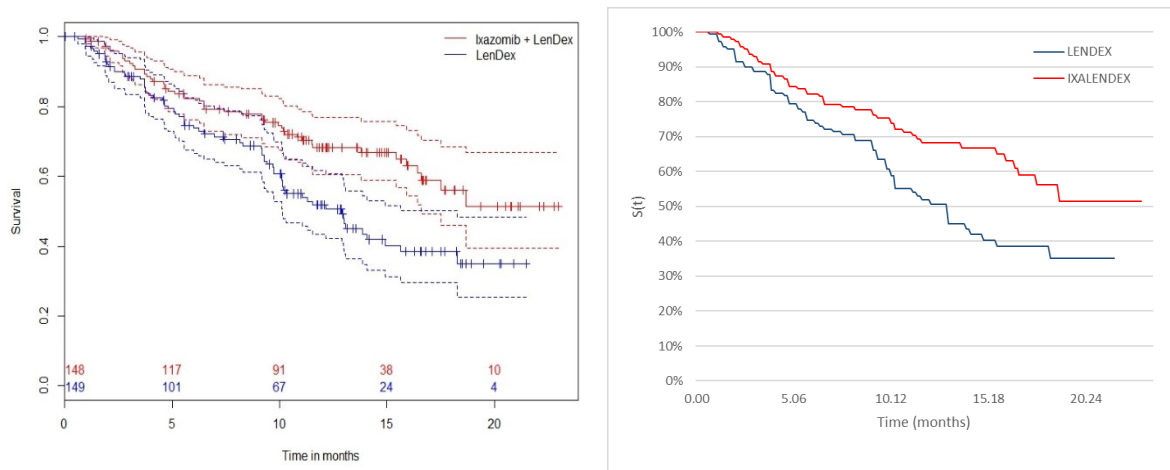 Ixazomib + LenDex
LenDex
Survival
1.0
0.8
0.6
0.4
0.2
0.0
148 117 91 38 10
149 101 67 24 4
0 5 10 15 20
Time in months
LENDEX
IXALENDEX
S(t)
100%
90%
80%
70%
60%
50%
40%
30%
20%
10%
0%
0.00 5.06 10.12 15.18 20.24
Time (months)